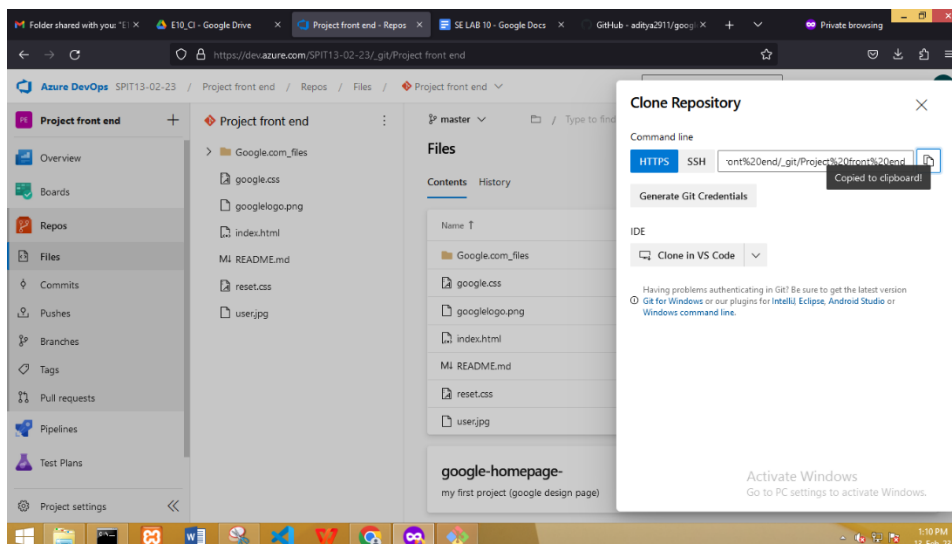 Folder shared with you: "E1
E10_CI - Google Drive
Project front end - Repos
SE LAB 10 - Google Docs
GitHub - aditya2911/googl
Private browsing
https://dev.azure.com/SPIT13-02-23/_git/Project front end
Azure DevOps SPIT13-02-23 / Project front end / Repos / Files / Project front end
Project front end
Overview
Boards
Repos
Files
Commits
Pushes
Branches
Tags
Pull requests
Pipelines
Test Plans
Project settings
Project front end
Google.com_files
google.css
googlelogo.png
index.html
README.md
reset.css
user.jpg
master / Type to find
Files
Contents History
Name
Google.com_files
google.css
googlelogo.png
index.html
README.md
reset.css
user.jpg
google-homepage-
my first project (google design page)
Clone Repository
Command line
HTTPS SSH ront%20end/_git/Project%20front%20end
Copied to clipboard!
Generate Git Credentials
IDE
Clone in VS Code
Having problems authenticating in Git? Be sure to get the latest version
Git for Windows or our plugins for IntelliJ, Eclipse, Android Studio or
Windows command line.
Activate Windows
Go to PC settings to activate Windows.
1:10 PM